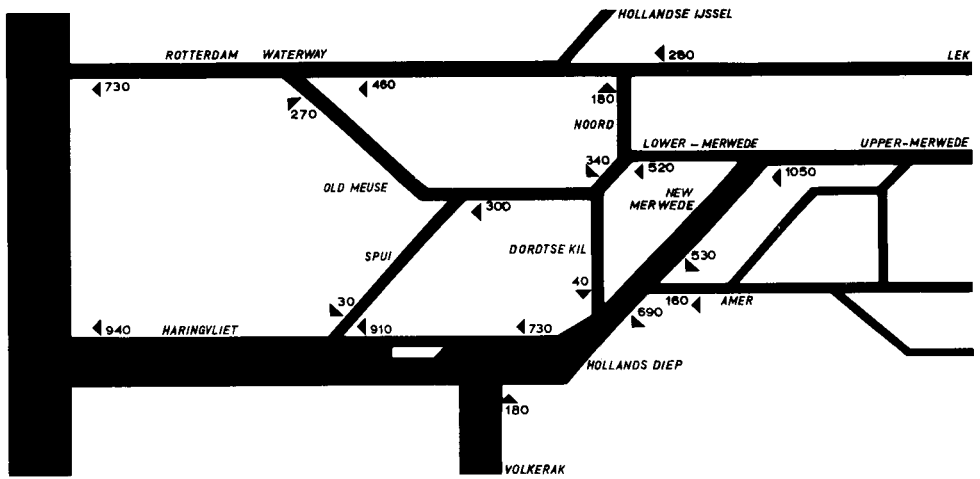 HOLLANDSE IJSSEL
ROTTERDAM WATERWAY
280
LEK
730
460
180
270
NOORD
LOWER – MERWEDE
UPPER-MERWEDE
340
520
1050
OLD MEUSE
NEW
MERWEDE
300
SPUI
DORDTSE KIL
530
40
30
160
AMER
690
940
HARINGVLIET
910
730
HOLLANDS DIEP
180
VOLKERAK